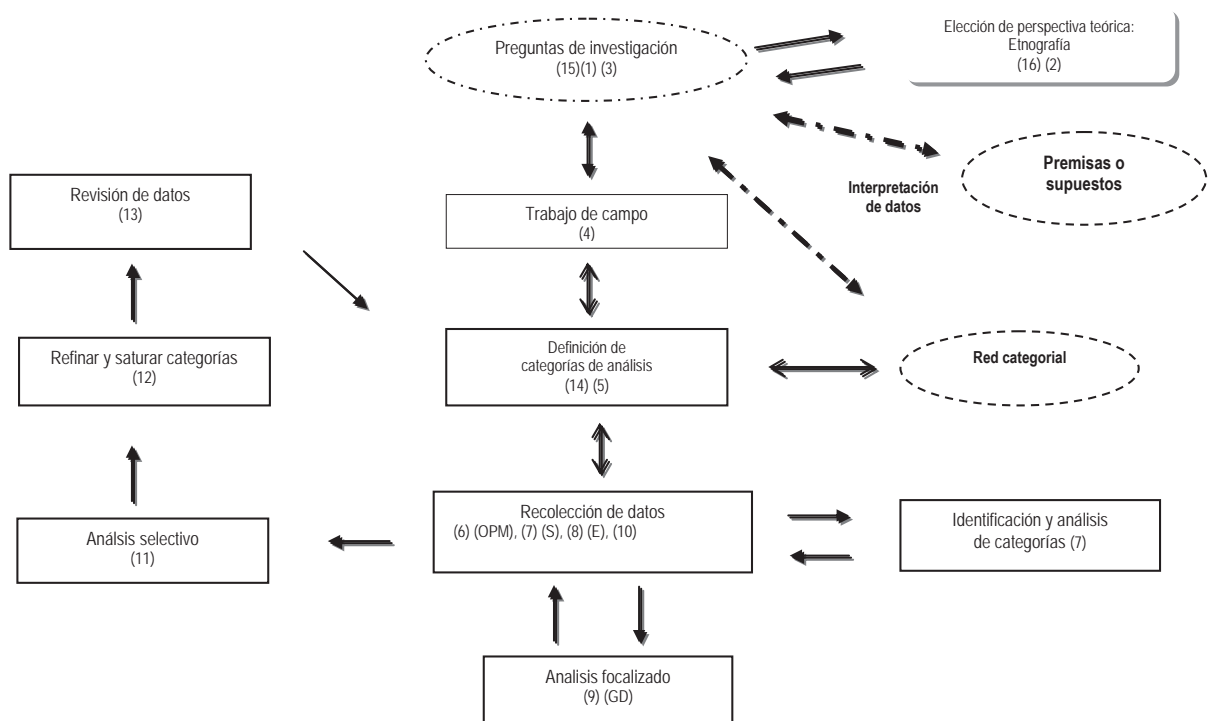 Preguntas de investigación
(15)(1) (3)
Elección de perspectiva teórica:
Etnografía
(16) (2)
Premisas o
supuestos
Interpretación
de datos
Revisión de datos
(13)
Trabajo de campo
(4)
Refinar y saturar categorías
(12)
Definición de
categorías de análisis
(14) (5)
Red categorial
Análsis selectivo
(11)
Recolección de datos
(6) (OPM), (7) (S), (8) (E), (10)
Identificación y análisis
de categorías (7)
Analisis focalizado
(9) (GD)